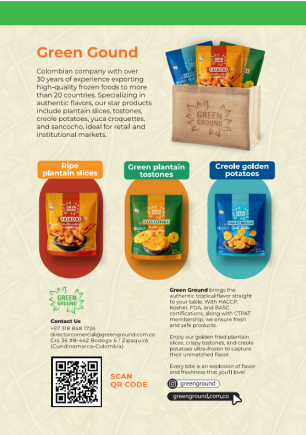 Green Gound
Colombian company with over
30 years of experience exporting
high-quality frozen foods to more
than 20 countries. Specializing in
authentic flavors, our star products
include plantain slices, tostones,
creole potatoes, yuca croquettes,
and sancocho, ideal for retail and
institutional markets.
TAJADAS
GREEN
GROUND
Ripe
plantain slices
Green plantain
tostones
Creole golden
potatoes
TAJADAS
TOSTONES
GREEN
GROUND
Contact Us
+57 318 848 1726
directorcomercial@greenground.com.co
Cra 36 #8-442 Bodega 6 / Zipaquirá
(Cundinamarca-Colombia)
SCAN
QR CODE
Green Ground brings the
authentic tropical flavor straight
to your table. With HACCP,
Kosher, FDA, and BASC
certifications, along with CTPAT
membership, we ensure fresh
and safe products.
Enjoy our golden fried plantain
slices, crispy tostones, and creole
potatoes ultra-frozen to capture
their unmatched flavor.
Every bite is an explosion of flavor
and freshness that you'll love!
greenground
greenground.com.co